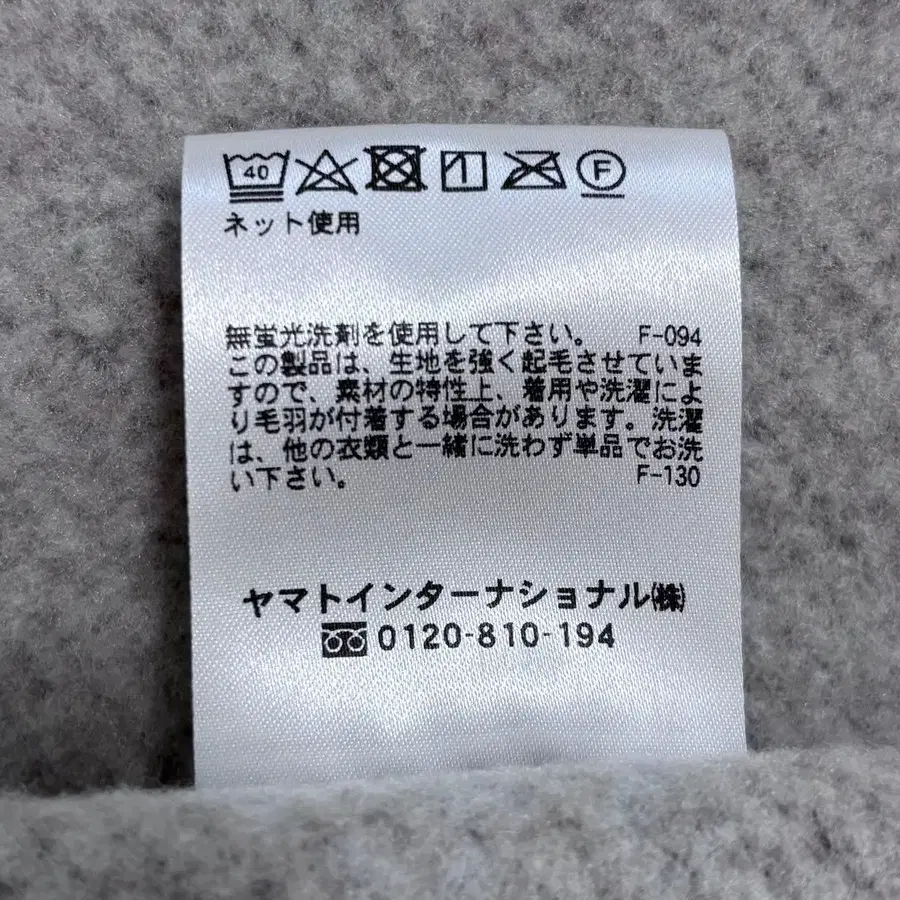 40 F
ネット使用
無蛍光洗剤を使用して下さい。 F-094
この製品は、生地を強く起毛させていま
すので、素材の特性上、着用や洗濯によ
り毛羽が付着する場合があります。洗濯
は、他の衣類と一緒に洗わず単品でお洗
い下さい。 F-130
ヤマトインターナショナル㈱
0120-810-194